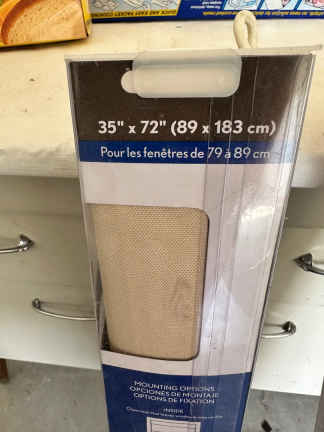 35" x 72" (89 x 183 cm)
Pour les fenêtres de 79 à 89 cm
MOUNTING OPTIONS
OPCIONES DE MONTAJE
OPTIONS DE FIXATION
INSIDE